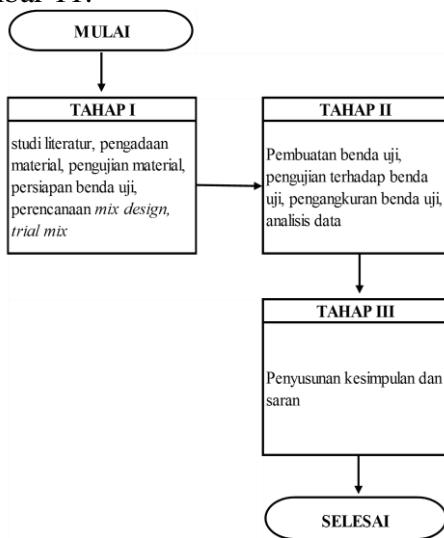 MULAI
TAHAP I
studi literatur, pengadaan
material, pengujian material,
persiapan benda uji,
perencanaan mix design,
trial mix
TAHAP II
Pembuatan benda uji,
pengujian terhadap benda
uji, pengangkuran benda uji,
analisis data
TAHAP III
Penyusunan kesimpulan dan
saran
SELESAI